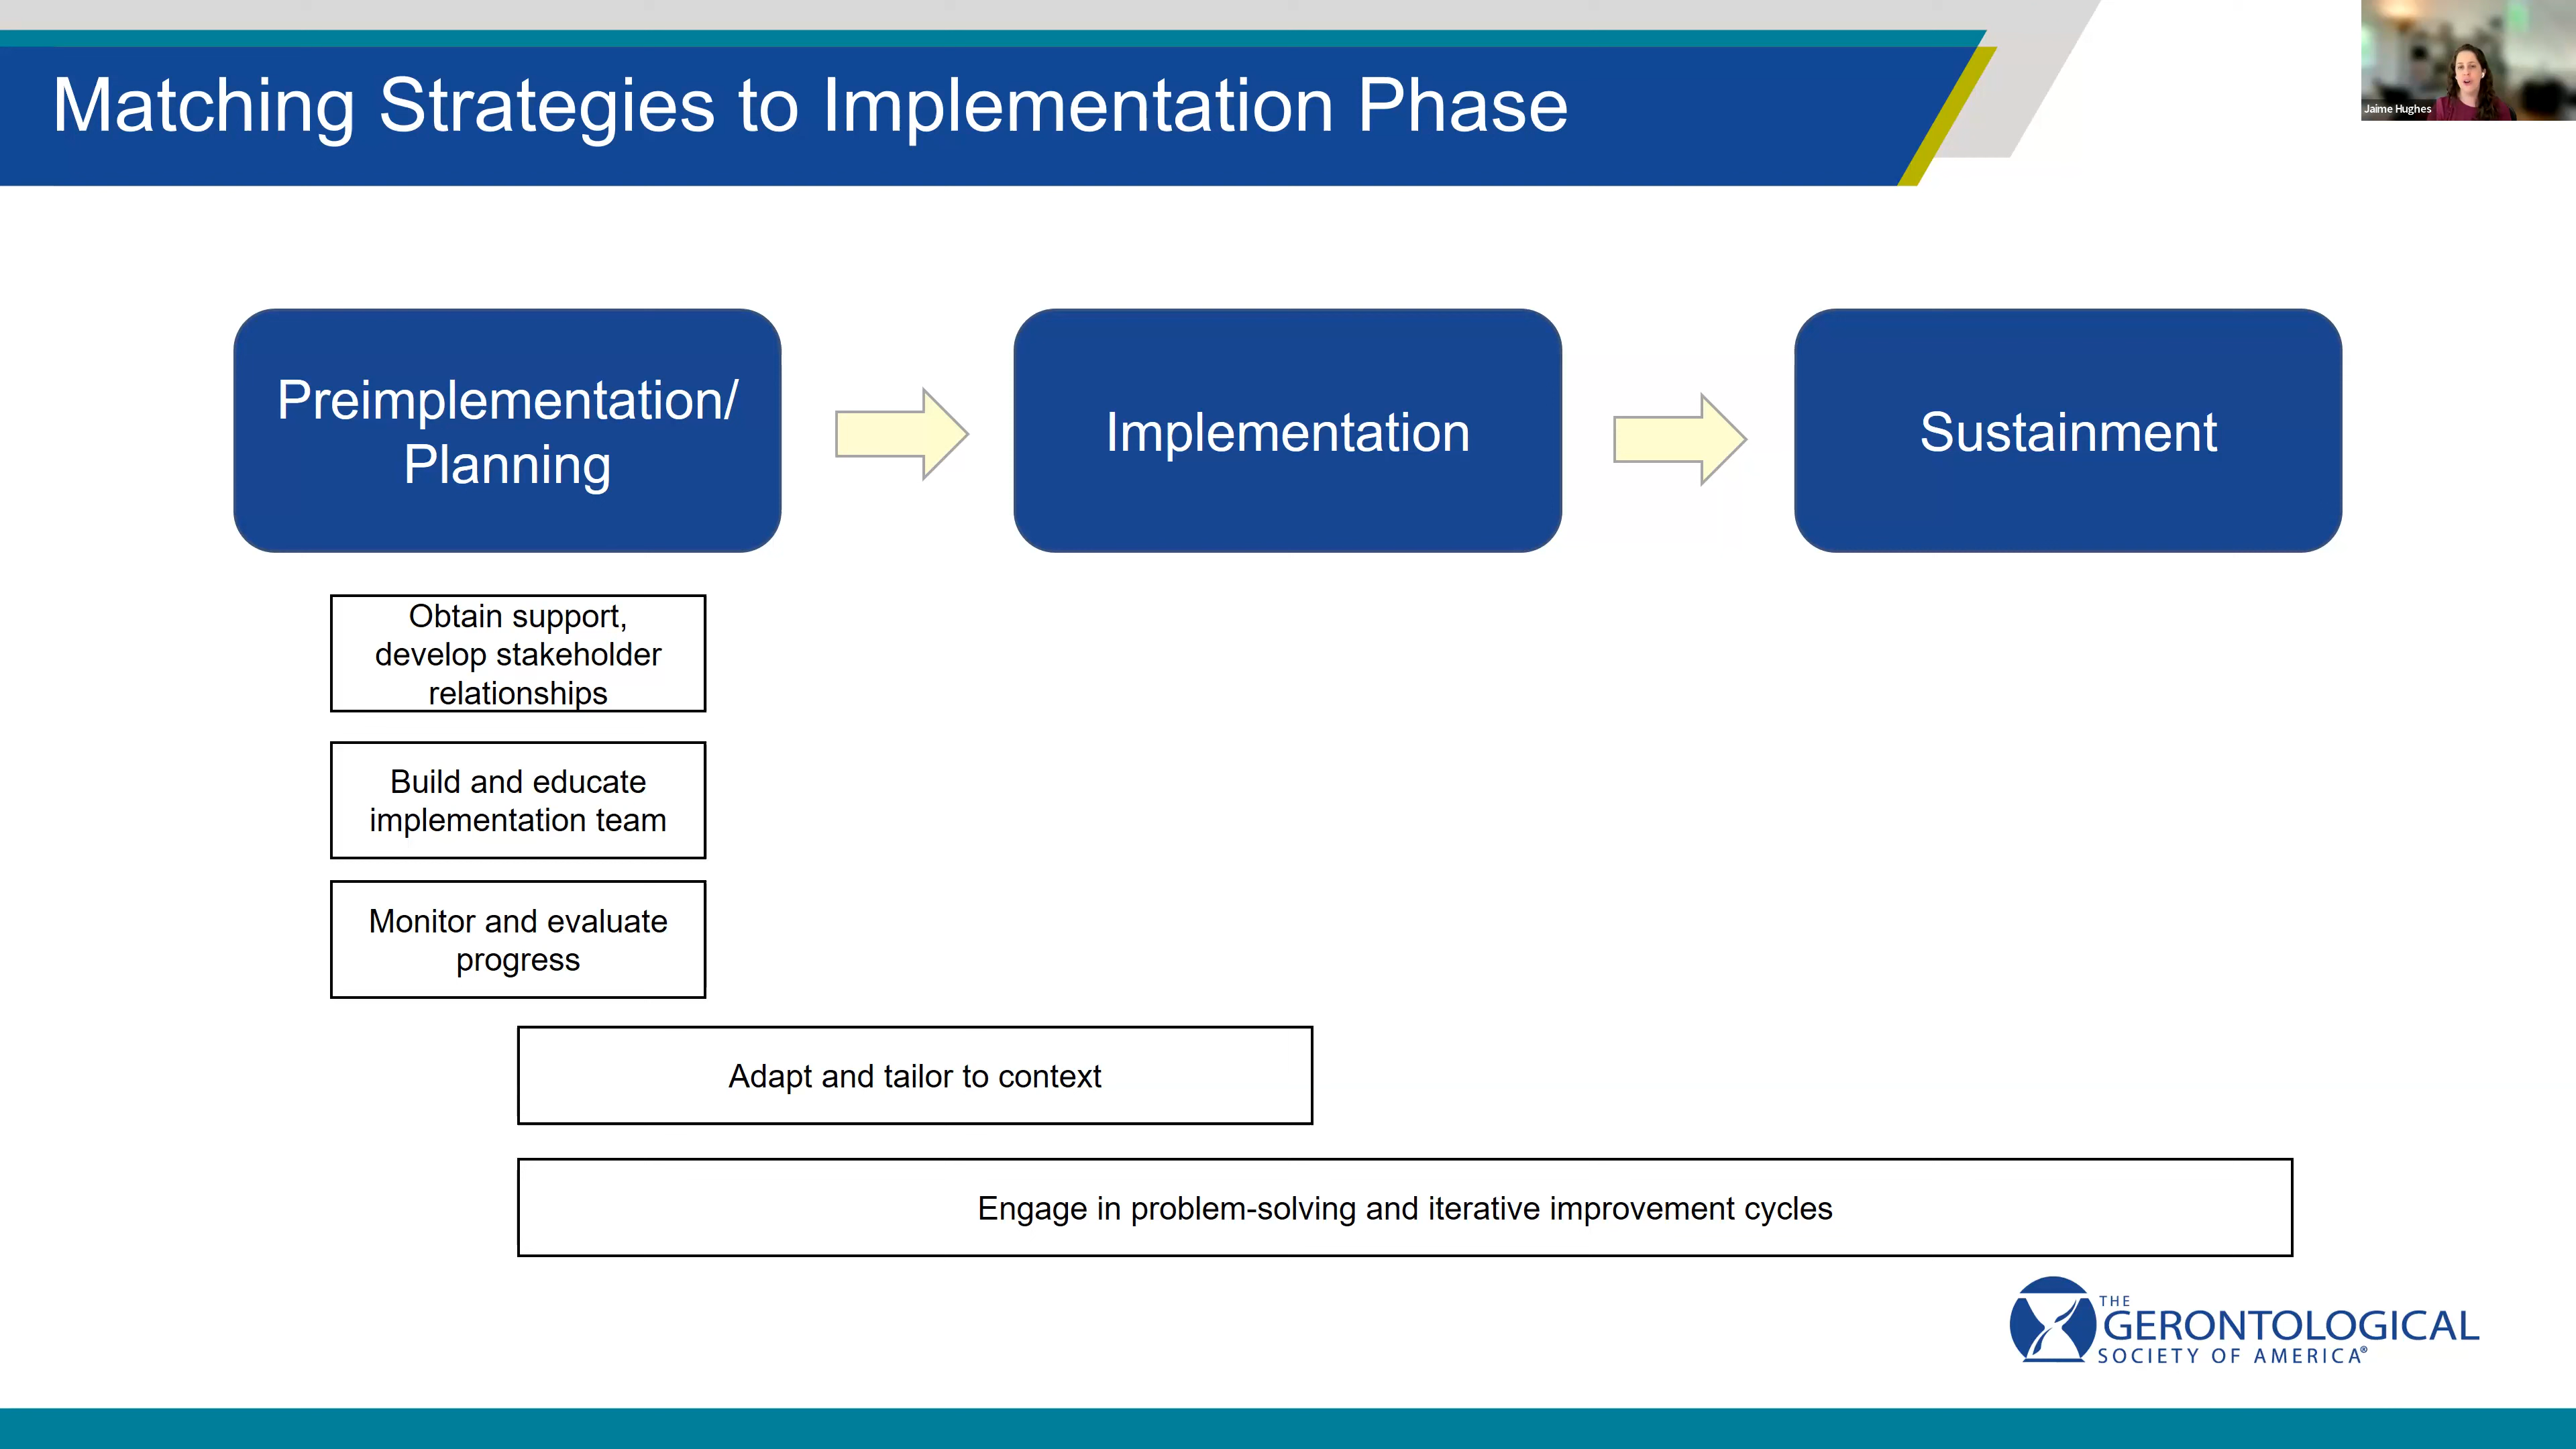 Matching Strategies to Implementation Phase
Jaime Hughes
Preimplementation/
Planning
Implementation
Sustainment
Obtain support,
develop stakeholder
relationships
Build and educate
implementation team
Monitor and evaluate
progress
Adapt and tailor to context
Engage in problem-solving and iterative improvement cycles
THE
GERONTOLOGICAL
SOCIETY OF AMERICA®